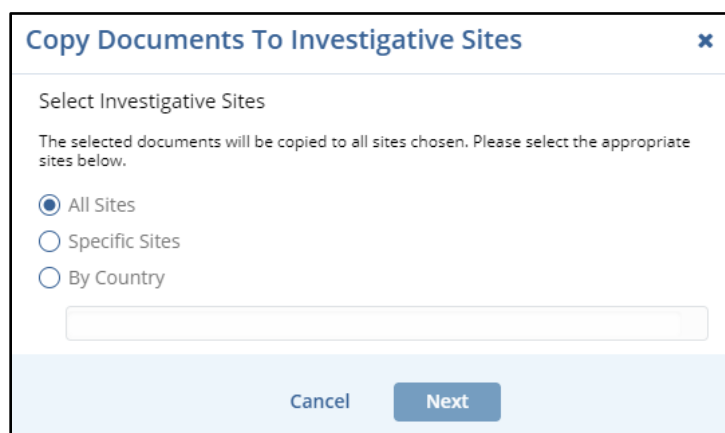 Copy Documents To Investigative Sites
Select Investigative Sites
The selected documents will be copied to all sites chosen. Please select the appropriate
sites below.
All Sites
Specific Sites
By Country
Cancel
Next